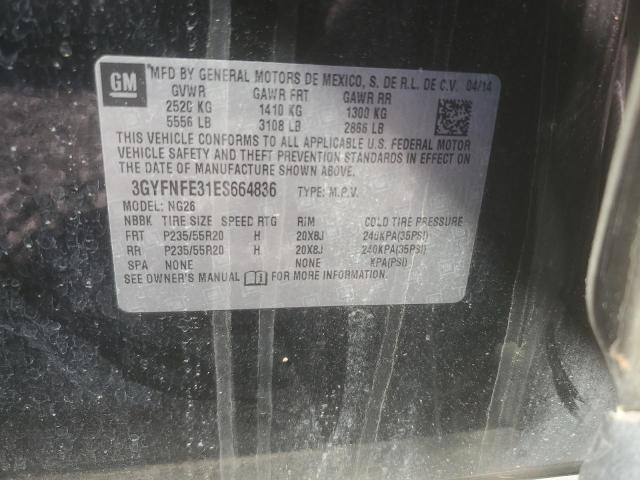 GM
*MFD BY GENERAL MOTORS DE MEXICO, S. DE R.L. DE C.V. 04/14
GVWR GAWR FRT GAWR RR
2520 KG 1410 KG 1300 KG
5556 LB 3108 LB 2866 LB
THIS VEHICLE CONFORMS TO ALL APPLICABLE U.S. FEDERAL MOTOR
VEHICLE SAFETY AND THEFT PREVENTION STANDARDS IN EFFECT ON
THE DATE OF MANUFACTURE SHOWN ABOVE.
3GYFNFE31ES664836 TYPE: M.P.V.
MODEL: NG26
NBBK TIRE SIZE SPEED RTG RIM COLD TIRE PRESSURE
FRT P235/55R20 H 20X8J 240KPA(35PSI)
RR P235/55R20 H 20X8J 240KPA(35PSI)
SPA NONE NONE KPA(PSI)
SEE OWNER'S MANUAL FOR MORE INFORMATION.